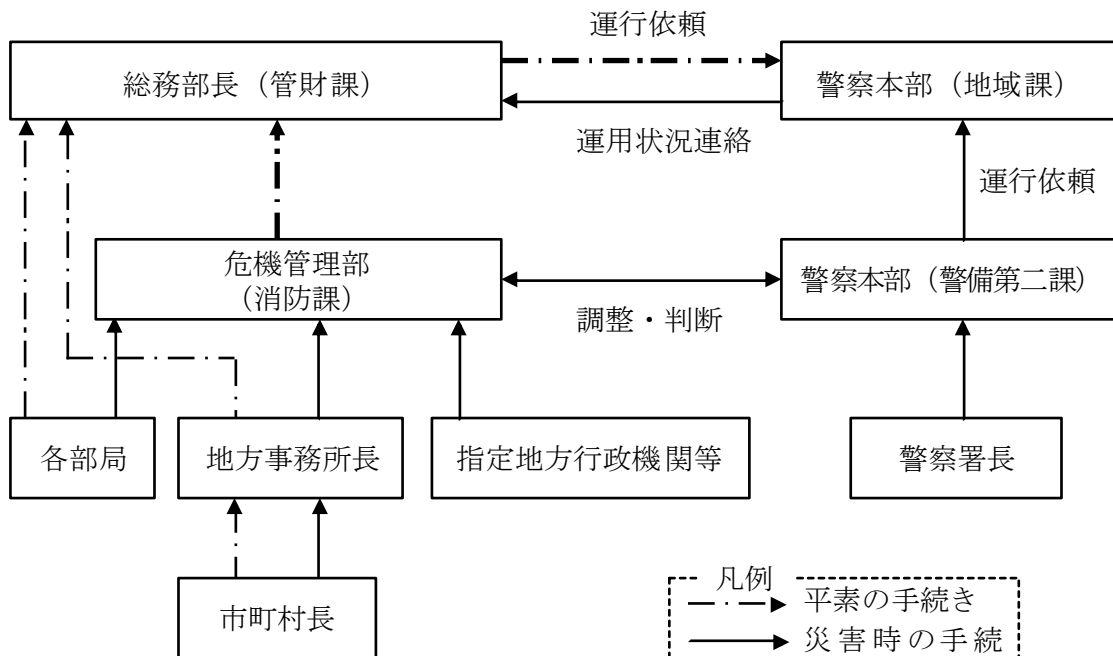 運行依頼
総務部長（管財課）
警察本部（地域課）
運用状況連絡
運行依頼
危機管理部
（消防課）
警察本部（警備第二課）
調整・判断
各部局
地方事務所長
指定地方行政機関等
警察署長
市町村長
凡例
平素の手続き
災害時の手続